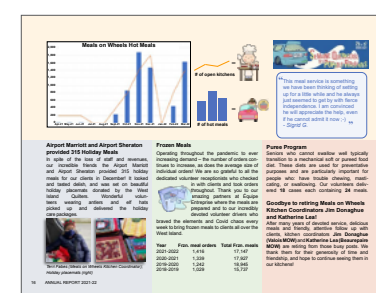 Meals on Wheels Hot Meals
# of open kitchens
# of hot meals
"This meal service is something
we have been thinking of setting
up for a little while and he always
just seemed to get by with fierce
independence. I am convinced
he will appreciate the help, even
if he cannot admit it now :-)
- Sigrid G.
Airport Marriott and Airport Sheraton
provided 315 Holiday Meals
In spite of the loss of staff and revenues,
our incredible friends the Airport Marriott
and Airport Sheraton provided 315 holiday
meals for our clients in December! It looked
and tasted delish, and was set on beautiful
holiday placemats donated by the West
Island Quilters. Wonderful volun-
teers wearing antlers and elf hats
picked up and delivered the holiday
care packages.
Terri Fakes (Meals on Wheels Kitchen Coordinator)|
Holiday placemats (right)
Frozen Meals
Operating throughout the pandemic to ever
increasing demand – the number of orders con-
tinues to increase, as does the average size of
individual orders! We are so grateful to all the
dedicated volunteer receptionists who checked
in with clients and took orders
throughout. Thank you to our
amazing partners at Équipe
Entreprise where the meals are
prepared and to our incredibly
devoted volunteer drivers who
braved the elements and Covid chaos every
week to bring frozen meals to clients all over the
West Island.
Year Frzn. meal orders Total Frzn. meals
2021-2022 1,416 17,147
2020-2021 1,339 17,927
2019-2020 1,242 16,945
2018-2019 1,029 15,737
Puree Program
Seniors who cannot swallow well typically
transition to a mechanical soft or pureed food
diet. These diets are used for preventative
purposes and are particularly important for
people who have trouble chewing, masti-
cating, or swallowing. Our volunteers deliv-
ered 18 cases each containing 24 meals.
Goodbye to retiring Meals on Wheels
Kitchen Coordinators Jim Donoghue
and Katherine Lea!
After many years of devoted service, delicious
meals and friendly, attentive follow up with
clients, kitchen coordinators Jim Donoghue
(Valois MOW) and Katherine Lea (Beaurepaire
MOW) are retiring from those busy posts. We
thank them for their generosity of time and
friendship, and hope to continue seeing them in
our kitchens!
ANNUAL REPORT 2021-22